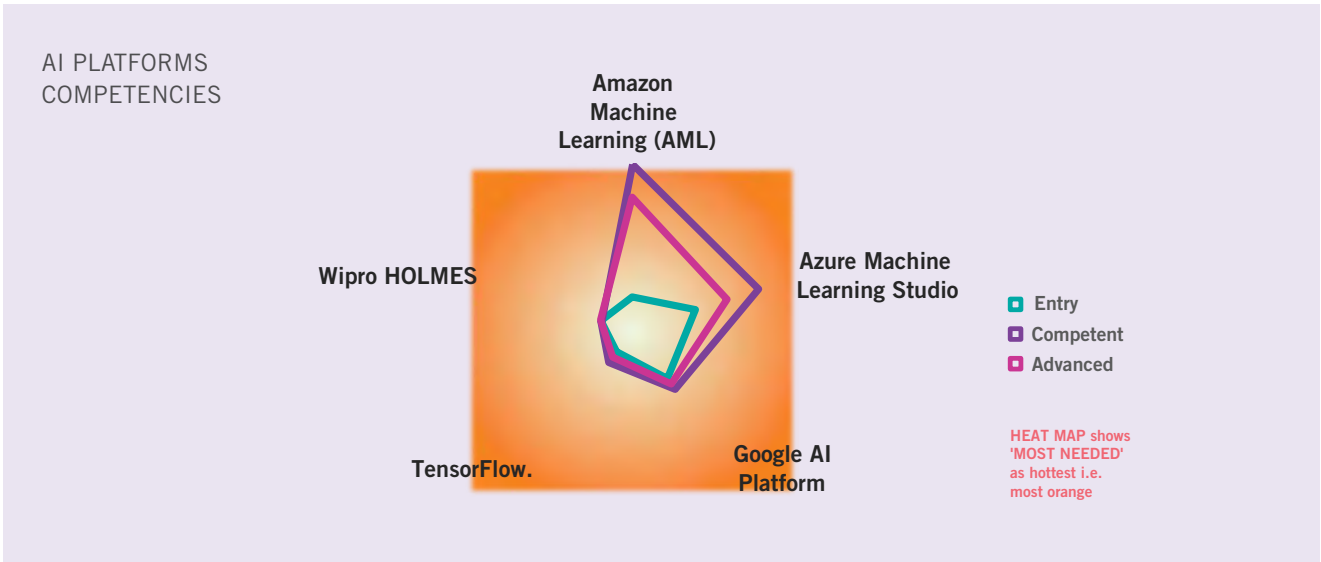 AI PLATFORMS
COMPETENCIES
Amazon
Machine
Learning (AML)
Wipro HOLMES
Azure Machine
Learning Studio
Entry
Competent
Advanced
HEAT MAP shows
'MOST NEEDED'
as hottest i.e.
most orange
TensorFlow.
Google AI
Platform